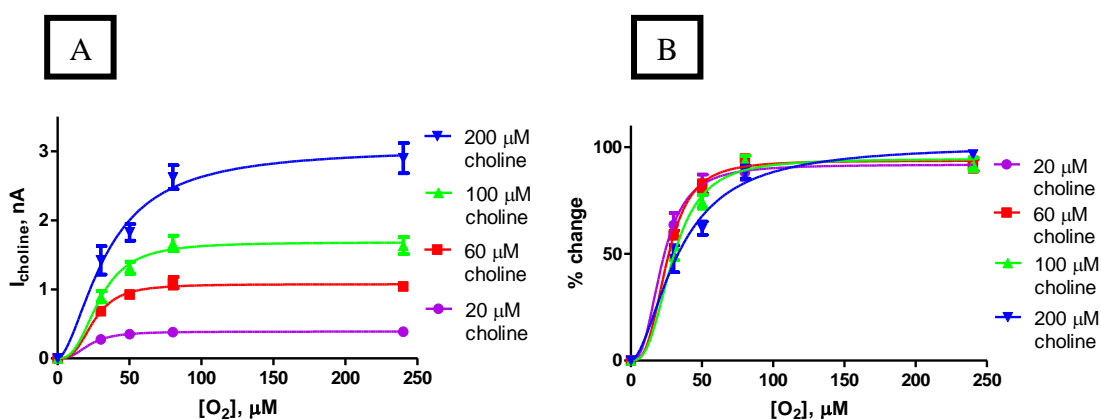 A
3
2
1
0
I_choline, nA
0
50
100
150
200
250
[O₂], μM
200 μM
choline
100 μM
choline
60 μM
choline
20 μM
choline
B
100
50
0
% change
0
50
100
150
200
250
[O₂], μM
20 μM
choline
60 μM
choline
100 μM
choline
200 μM
choline